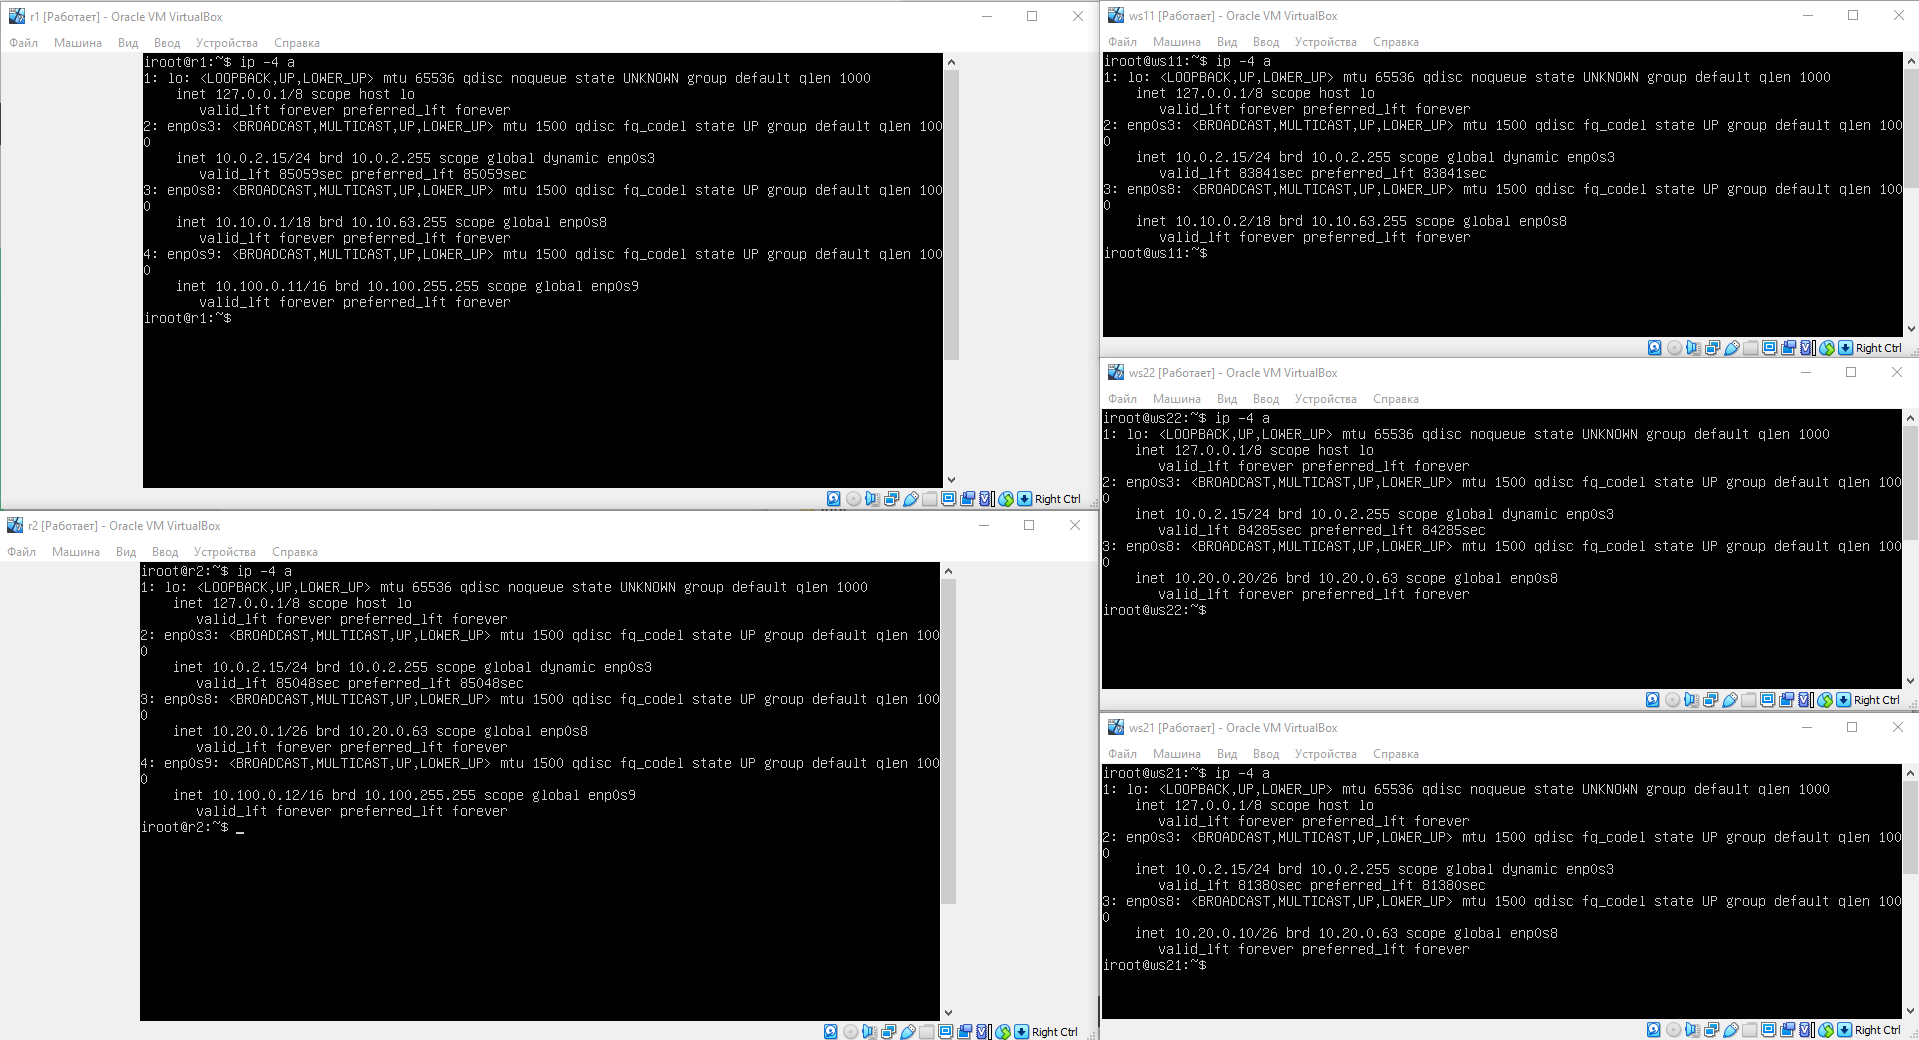 r1 [Работает] - Oracle VM VirtualBox
Файл Машина Вид Ввод Устройства Справка
iroot@r1:~$ ip -4 a
1: lo: <LOOPBACK,UP,LOWER_UP> mtu 65536 qdisc noqueue state UNKNOWN group default qlen 1000
    inet 127.0.0.1/8 scope host lo
       valid_lft forever preferred_lft forever
2: enp0s3: <BROADCAST,MULTICAST,UP,LOWER_UP> mtu 1500 qdisc fq_codel state UP group default qlen 100
0
    inet 10.0.2.15/24 brd 10.0.2.255 scope global dynamic enp0s3
       valid_lft 85059sec preferred_lft 85059sec
3: enp0s8: <BROADCAST,MULTICAST,UP,LOWER_UP> mtu 1500 qdisc fq_codel state UP group default qlen 100
0
    inet 10.10.0.1/18 brd 10.10.63.255 scope global enp0s8
       valid_lft forever preferred_lft forever
4: enp0s9: <BROADCAST,MULTICAST,UP,LOWER_UP> mtu 1500 qdisc fq_codel state UP group default qlen 100
0
    inet 10.100.0.11/16 brd 10.100.255.255 scope global enp0s9
       valid_lft forever preferred_lft forever
iroot@r1:~$
Right Ctrl
r2 [Работает] - Oracle VM VirtualBox
Файл Машина Вид Ввод Устройства Справка
iroot@r2:~$ ip -4 a
1: lo: <LOOPBACK,UP,LOWER_UP> mtu 65536 qdisc noqueue state UNKNOWN group default qlen 1000
    inet 127.0.0.1/8 scope host lo
       valid_lft forever preferred_lft forever
2: enp0s3: <BROADCAST,MULTICAST,UP,LOWER_UP> mtu 1500 qdisc fq_codel state UP group default qlen 100
0
    inet 10.0.2.15/24 brd 10.0.2.255 scope global dynamic enp0s3
       valid_lft 85048sec preferred_lft 85048sec
3: enp0s8: <BROADCAST,MULTICAST,UP,LOWER_UP> mtu 1500 qdisc fq_codel state UP group default qlen 100
0
    inet 10.20.0.1/26 brd 10.20.0.63 scope global enp0s8
       valid_lft forever preferred_lft forever
4: enp0s9: <BROADCAST,MULTICAST,UP,LOWER_UP> mtu 1500 qdisc fq_codel state UP group default qlen 100
0
    inet 10.100.0.12/16 brd 10.100.255.255 scope global enp0s9
       valid_lft forever preferred_lft forever
iroot@r2:~$ _
Right Ctrl
ws11 [Работает] - Oracle VM VirtualBox
Файл Машина Вид Ввод Устройства Справка
iroot@ws11:~$ ip -4 a
1: lo: <LOOPBACK,UP,LOWER_UP> mtu 65536 qdisc noqueue state UNKNOWN group default qlen 1000
    inet 127.0.0.1/8 scope host lo
       valid_lft forever preferred_lft forever
2: enp0s3: <BROADCAST,MULTICAST,UP,LOWER_UP> mtu 1500 qdisc fq_codel state UP group default qlen 100
0
    inet 10.0.2.15/24 brd 10.0.2.255 scope global dynamic enp0s3
       valid_lft 83841sec preferred_lft 83841sec
3: enp0s8: <BROADCAST,MULTICAST,UP,LOWER_UP> mtu 1500 qdisc fq_codel state UP group default qlen 100
0
    inet 10.10.0.2/18 brd 10.10.63.255 scope global enp0s8
       valid_lft forever preferred_lft forever
iroot@ws11:~$
Right Ctrl
ws22 [Работает] - Oracle VM VirtualBox
Файл Машина Вид Ввод Устройства Справка
iroot@ws22:~$ ip -4 a
1: lo: <LOOPBACK,UP,LOWER_UP> mtu 65536 qdisc noqueue state UNKNOWN group default qlen 1000
    inet 127.0.0.1/8 scope host lo
       valid_lft forever preferred_lft forever
2: enp0s3: <BROADCAST,MULTICAST,UP,LOWER_UP> mtu 1500 qdisc fq_codel state UP group default qlen 100
0
    inet 10.0.2.15/24 brd 10.0.2.255 scope global dynamic enp0s3
       valid_lft 84285sec preferred_lft 84285sec
3: enp0s8: <BROADCAST,MULTICAST,UP,LOWER_UP> mtu 1500 qdisc fq_codel state UP group default qlen 100
0
    inet 10.20.0.20/26 brd 10.20.0.63 scope global enp0s8
       valid_lft forever preferred_lft forever
iroot@ws22:~$
Right Ctrl
ws21 [Работает] - Oracle VM VirtualBox
Файл Машина Вид Ввод Устройства Справка
iroot@ws21:~$ ip -4 a
1: lo: <LOOPBACK,UP,LOWER_UP> mtu 65536 qdisc noqueue state UNKNOWN group default qlen 1000
    inet 127.0.0.1/8 scope host lo
       valid_lft forever preferred_lft forever
2: enp0s3: <BROADCAST,MULTICAST,UP,LOWER_UP> mtu 1500 qdisc fq_codel state UP group default qlen 100
0
    inet 10.0.2.15/24 brd 10.0.2.255 scope global dynamic enp0s3
       valid_lft 81380sec preferred_lft 81380sec
3: enp0s8: <BROADCAST,MULTICAST,UP,LOWER_UP> mtu 1500 qdisc fq_codel state UP group default qlen 100
0
    inet 10.20.0.10/26 brd 10.20.0.63 scope global enp0s8
       valid_lft forever preferred_lft forever
iroot@ws21:~$
Right Ctrl